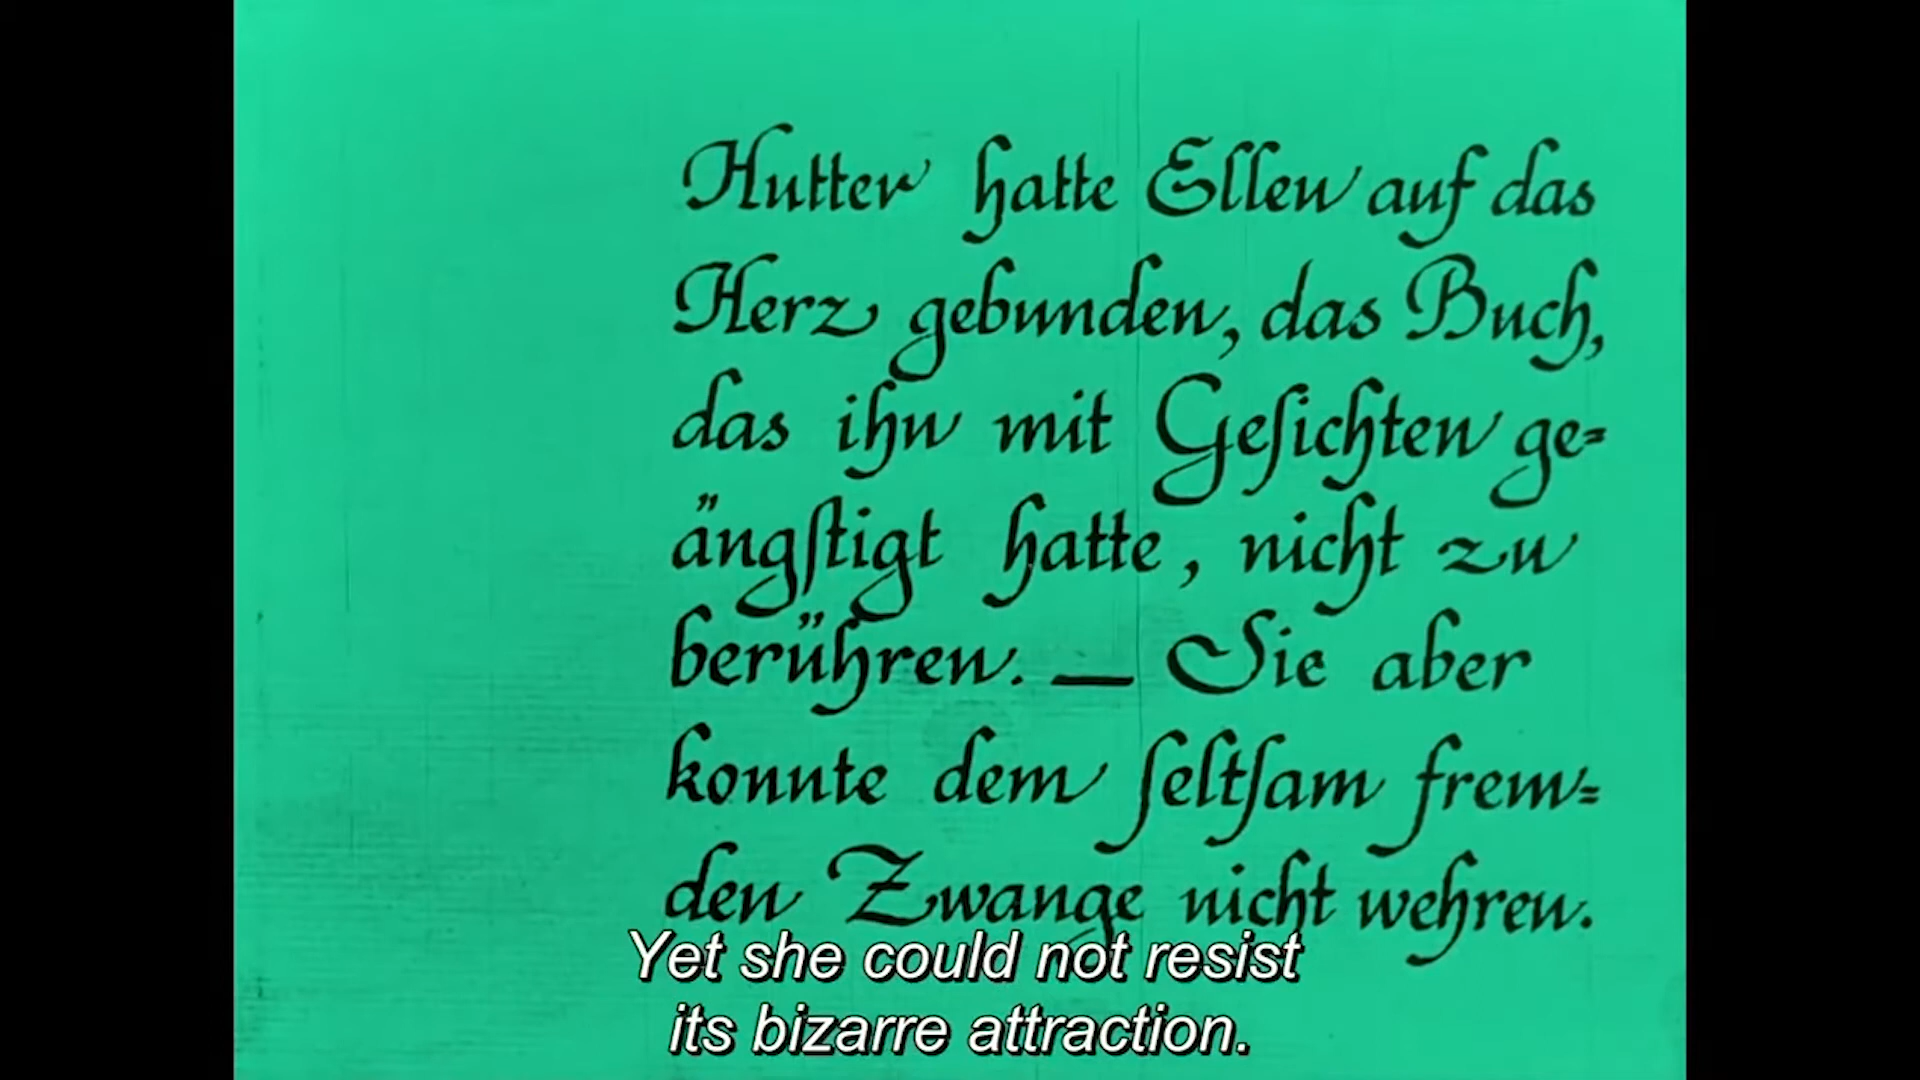 Hutter hatte Ellen auf das
Herz gebunden, das Buch,
das ihn mit Geſichten ge=
ängſtigt hatte, nicht zu
berühren. — Sie aber
konnte dem ſeltſam frem=
den Zwange nicht wehren.
Yet she could not resist
its bizarre attraction.